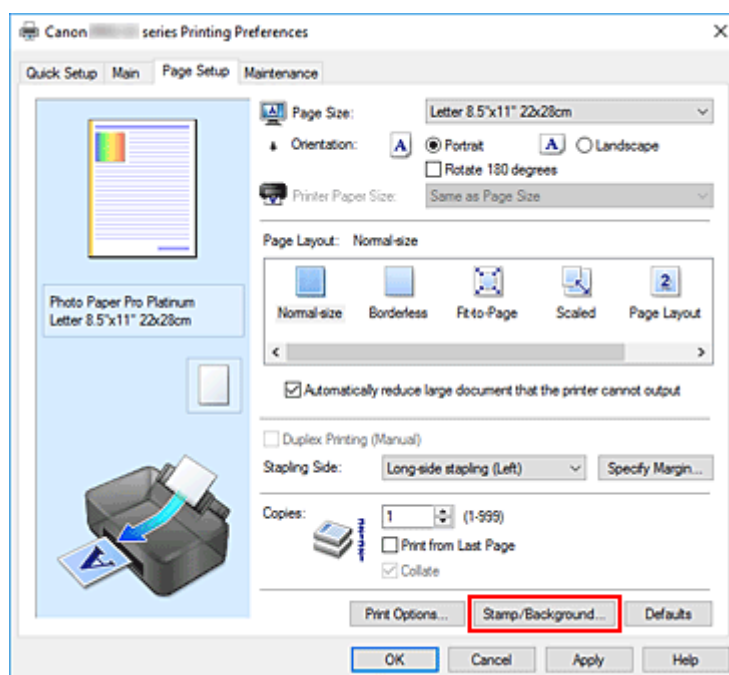 Canon series Printing Preferences
Quick Setup Main Page Setup Maintenance
Page Size: Letter 8.5"x11" 22x28cm
Orientation: A Portrait A Landscape
Rotate 180 degrees
Printer Paper Size: Same as Page Size
Page Layout: Normal-size
2
Normal-size Borderless Fit-to-Page Scaled Page Layout
Photo Paper Pro Platinum
Letter 8.5"x11" 22x28cm
Automatically reduce large document that the printer cannot output
Duplex Printing (Manual)
Stapling Side: Long-side stapling (Left) Specify Margin...
Copies: 1 (1-999)
Print from Last Page
Collate
A
Print Options... Stamp/Background... Defaults
OK Cancel Apply Help